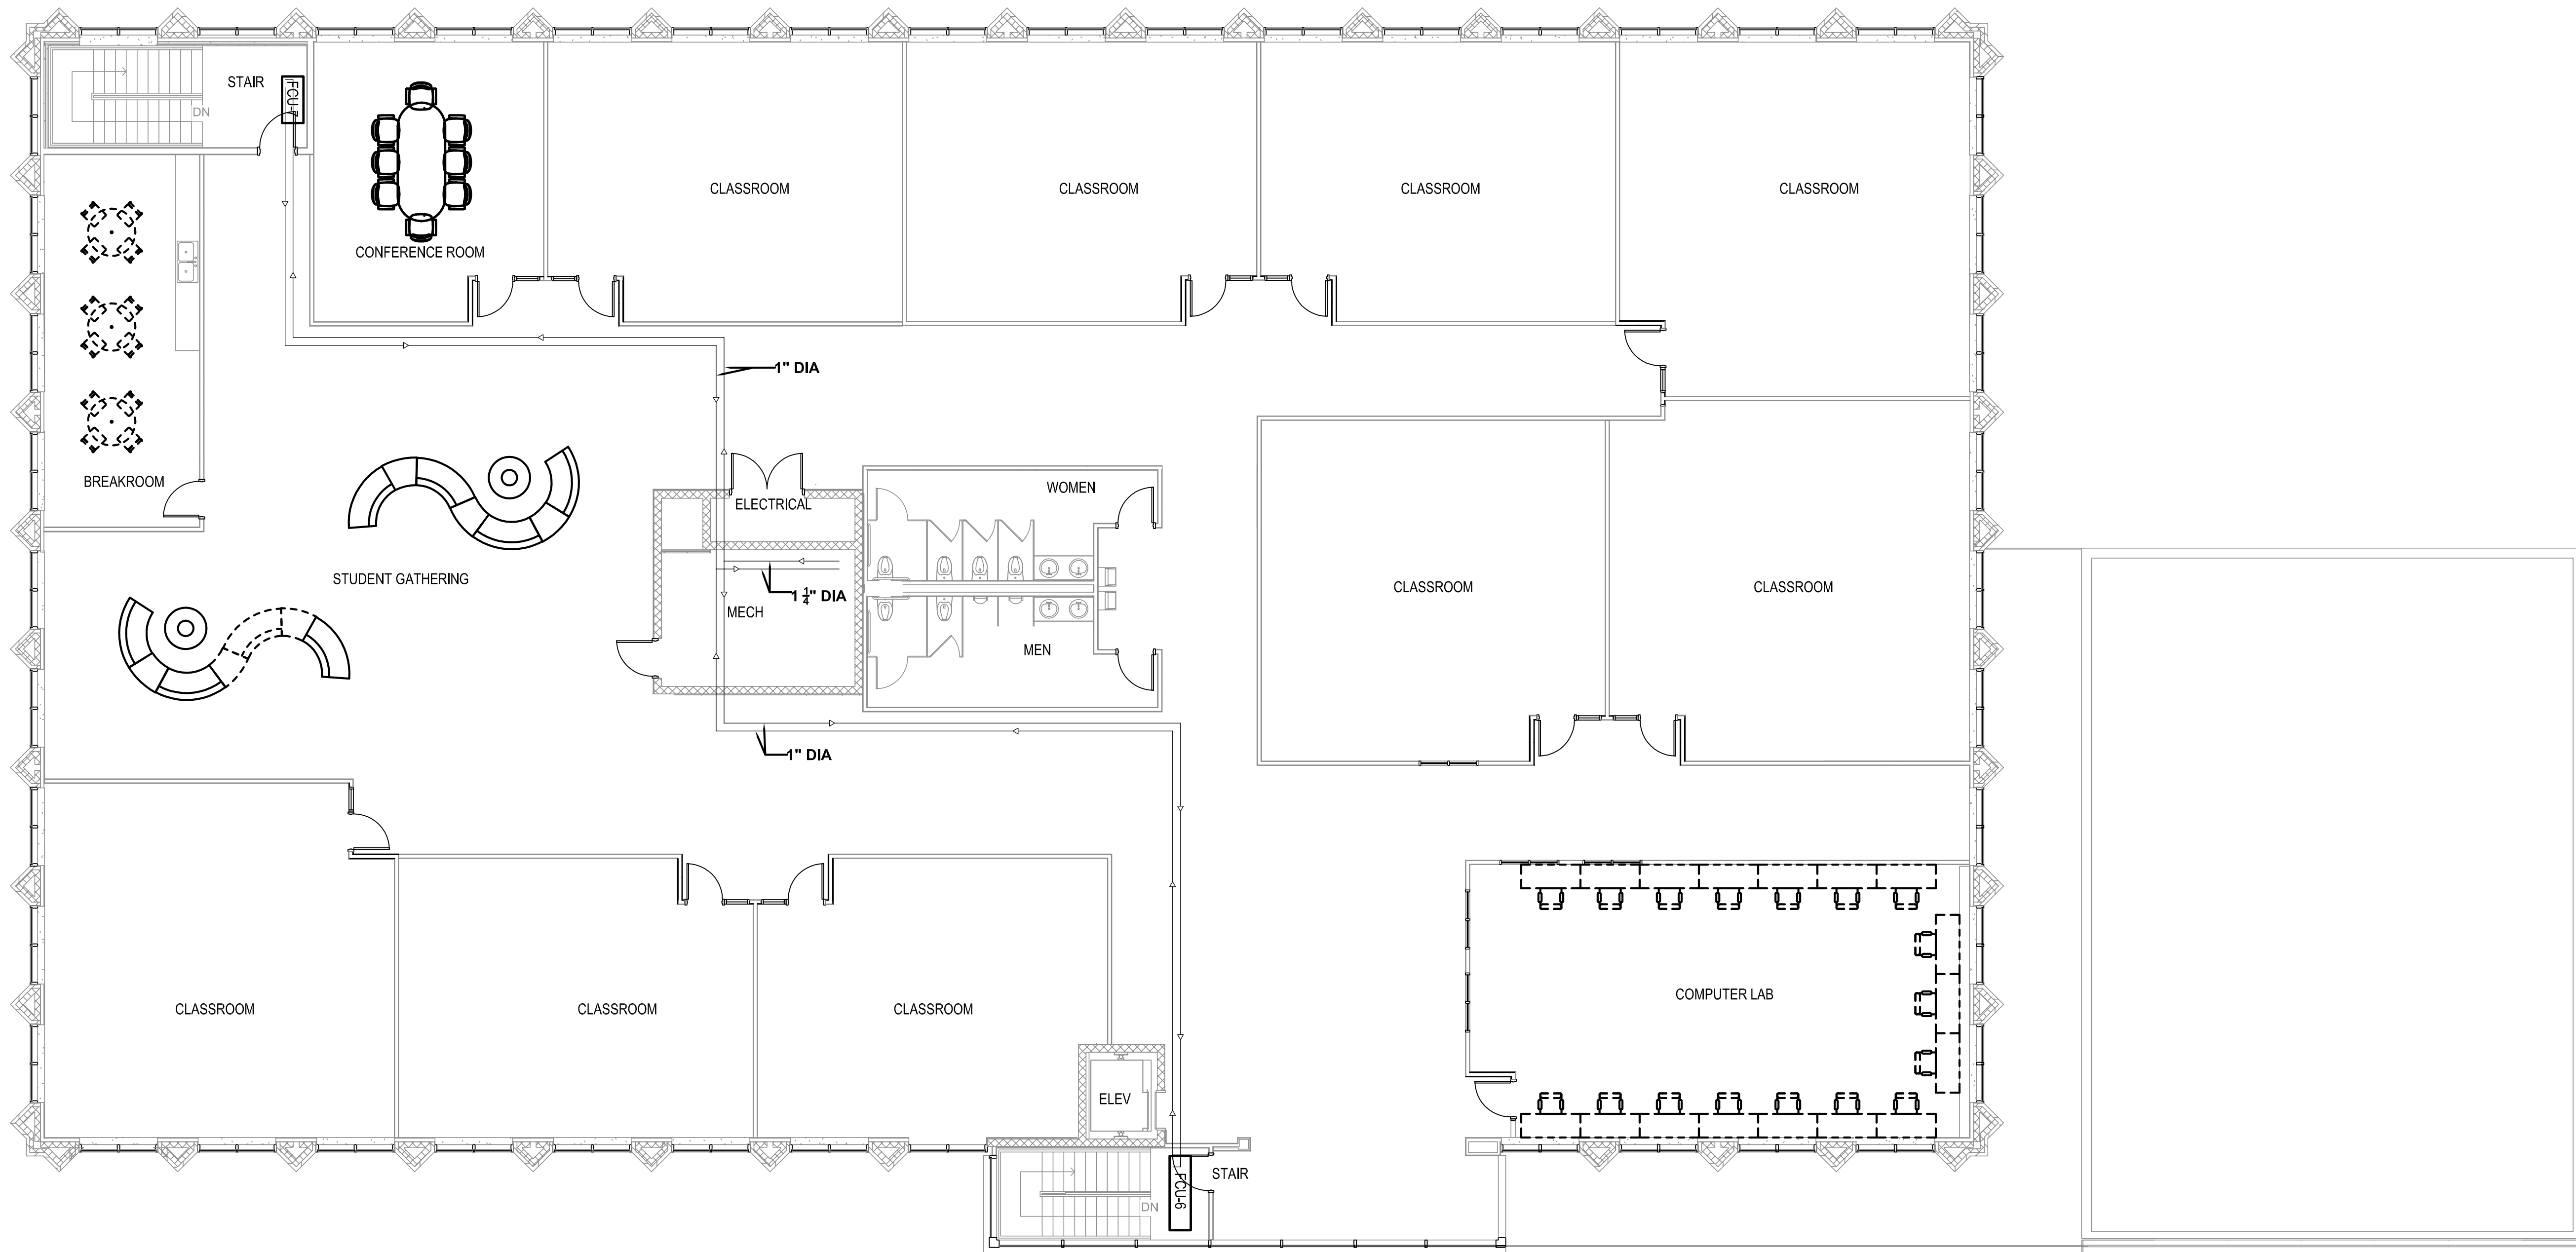 STAIR
FCU-7
DN
CLASSROOM
CLASSROOM
CLASSROOM
CLASSROOM
CONFERENCE ROOM
1" DIA
BREAKROOM
WOMEN
ELECTRICAL
STUDENT GATHERING
CLASSROOM
CLASSROOM
1 1/4" DIA
MECH
MEN
1" DIA
COMPUTER LAB
CLASSROOM
CLASSROOM
CLASSROOM
ELEV
STAIR
FCU-6
DN